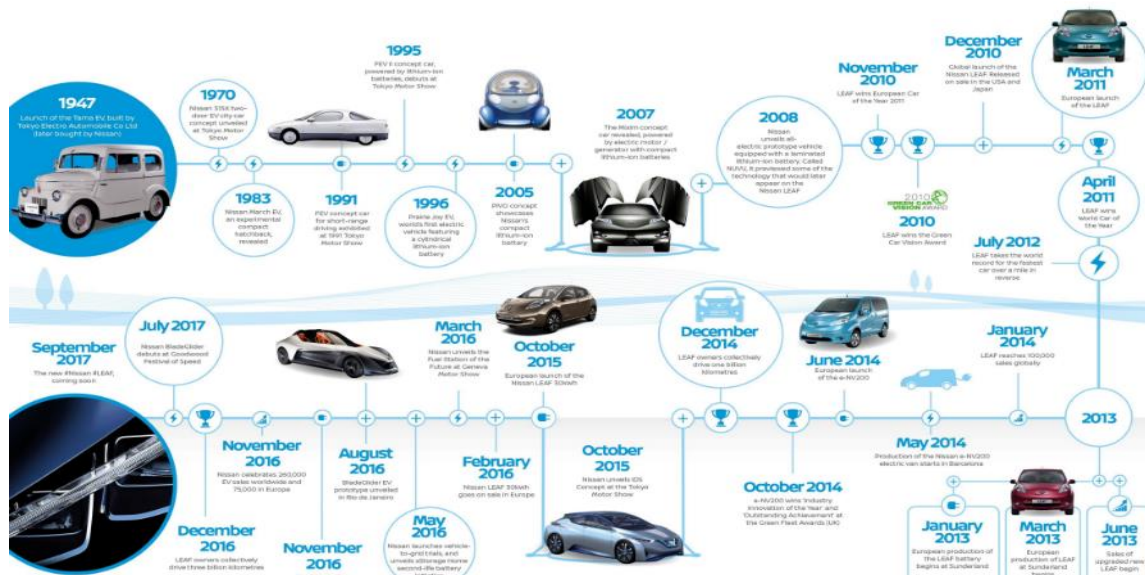 1947
Launch of the Tama EV, built by
Tokyo Electro Automobile Co Ltd
(later bought by Nissan)
1970
Nissan 315X two-
door EV city car
concept unveiled
at Tokyo Motor
Show
1983
Nissan March EV,
an experimental
compact
hatchback,
revealed
1991
FEV concept car
for short-range
driving exhibited
at 1991 Tokyo
Motor Show
1995
FEV II concept car,
powered by lithium-ion
batteries, debuts at
Tokyo Motor Show
1996
Prairie Joy EV,
world's first electric
vehicle featuring
a cylindrical
lithium-ion
battery
2005
PIVO concept
showcases
Nissan's
compact
lithium-ion
battery
2007
The Mixim concept
car revealed, powered
by electric motor /
generator with compact
lithium-ion batteries
2008
Nissan
unveils all-
electric prototype vehicle
equipped with a laminated
lithium-ion battery. Called
NUVU, it previewed some of the
technology that would later
appear on the
Nissan LEAF
November
2010
LEAF wins European Car
of the Year 2011
2010
GREEN CAR
VISION AWARD
2010
LEAF wins the Green
Car Vision Award
December
2010
Global launch of the
Nissan LEAF. Released
on sale in the USA and
Japan
March
2011
European launch
of the LEAF
April
2011
LEAF wins
World Car of
the Year
July 2012
LEAF takes the world
record for the fastest
car over a mile in
reverse
2013
January
2013
European production of
the LEAF battery
begins at Sunderland
March
2013
European
production of LEAF
at Sunderland
June
2013
Sales of
upgraded
LEAF begin
January
2014
LEAF reaches 100,000
sales globally
May 2014
Production of the Nissan e-NV200
electric van starts in Barcelona
June 2014
European launch
of the e-NV200
October 2014
e-NV200 wins 'Industry
Innovation of the Year' and
'Outstanding Achievement' at
the Green Fleet Awards (UK)
December
2014
LEAF owners collectively
drive one billion
kilometres
October
2015
Nissan unveils IDS
Concept at the Tokyo
Motor Show
October
2015
European launch of the
Nissan LEAF 30kWh
February
2016
Nissan LEAF 30kWh
goes on sale in Europe
March
2016
Nissan unveils the
Fuel Station of the
Future at Geneva
Motor Show
May
2016
Nissan launches vehicle-
to-grid trials, and
unveils xStorage Home
second-life battery
August
2016
BladeGlider EV
prototype unveiled
in Rio de Janeiro
November
2016
November
2016
Nissan celebrates 260,000
EV sales worldwide and
75,000 in Europe
December
2016
LEAF owners collectively
drive three billion kilometres
July 2017
Nissan BladeGlider
debuts at Goodwood
Festival of Speed
September
2017
The new #Nissan #LEAF,
coming soon